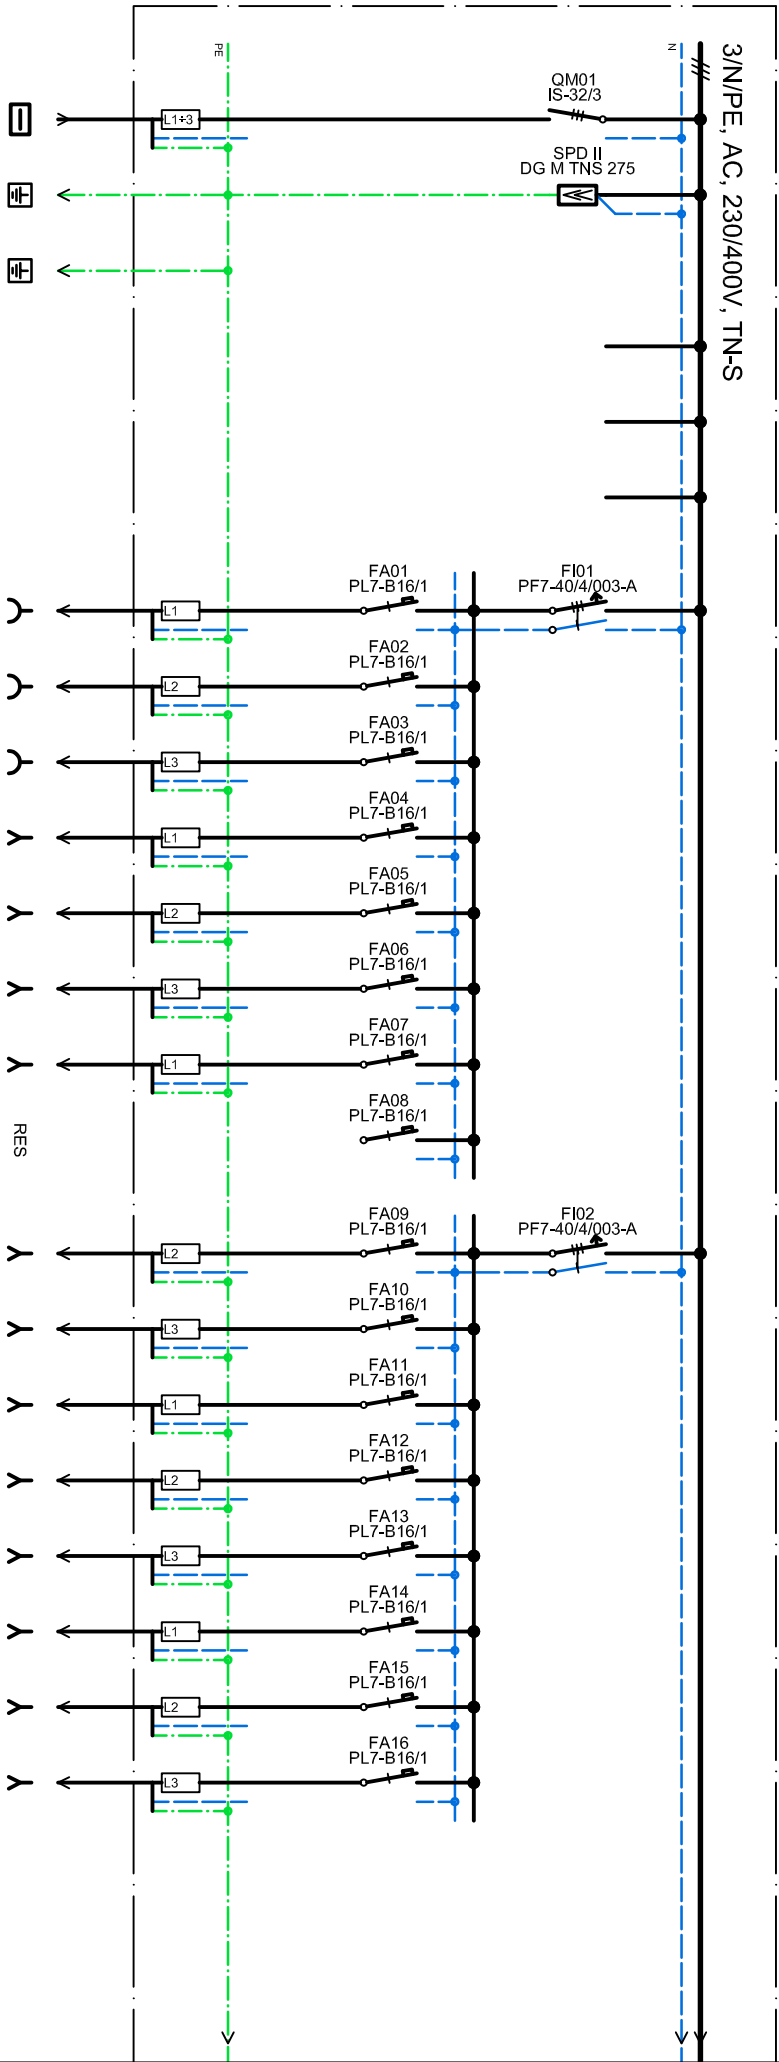 3/N/PE, AC, 230/400V, TN-S
PE
N
QM01
IS-32/3
L1÷3
SPD II
DG M TNS 275
FA01
PL7-B16/1
FI01
PF7-40/4/003-A
L1
FA02
PL7-B16/1
L2
FA03
PL7-B16/1
L3
FA04
PL7-B16/1
L1
FA05
PL7-B16/1
L2
FA06
PL7-B16/1
L3
FA07
PL7-B16/1
L1
FA08
PL7-B16/1
RES
FA09
PL7-B16/1
FI02
PF7-40/4/003-A
L2
FA10
PL7-B16/1
L3
FA11
PL7-B16/1
L1
FA12
PL7-B16/1
L2
FA13
PL7-B16/1
L3
FA14
PL7-B16/1
L1
FA15
PL7-B16/1
L2
FA16
PL7-B16/1
L3